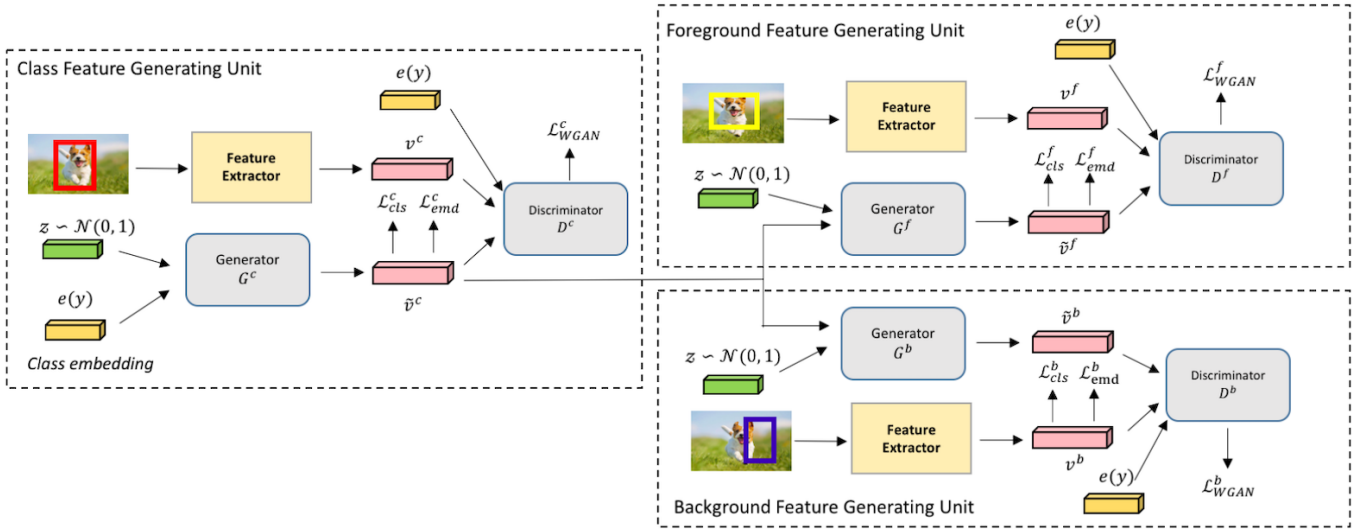 Class Feature Generating Unit
e(y)
Feature
Extractor
v^c
ℒ^c_WGAN
ℒ^c_cls ℒ^c_emd
Discriminator
D^c
z ∽ 𝒩(0, 1)
Generator
G^c
ṽ^c
e(y)
Class embedding
Foreground Feature Generating Unit
e(y)
ℒ^f_WGAN
Feature
Extractor
v^f
ℒ^f_cls ℒ^f_emd
Discriminator
D^f
z ∽ 𝒩(0, 1)
Generator
G^f
ṽ^f
Generator
G^b
ṽ^b
z ∽ 𝒩(0, 1)
ℒ^b_cls ℒ^b_emd
Discriminator
D^b
Feature
Extractor
v^b
e(y)
ℒ^b_WGAN
Background Feature Generating Unit